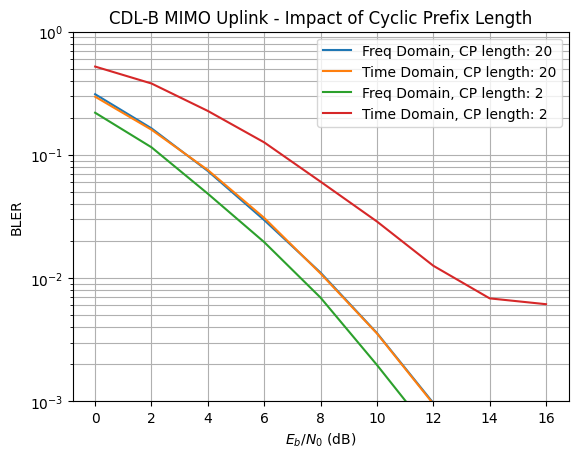 CDL-B MIMO Uplink - Impact of Cyclic Prefix Length
Freq Domain, CP length: 20
Time Domain, CP length: 20
Freq Domain, CP length: 2
Time Domain, CP length: 2
10⁰
10⁻¹
10⁻²
10⁻³
BLER
0 2 4 6 8 10 12 14 16
E_b/N_0 (dB)